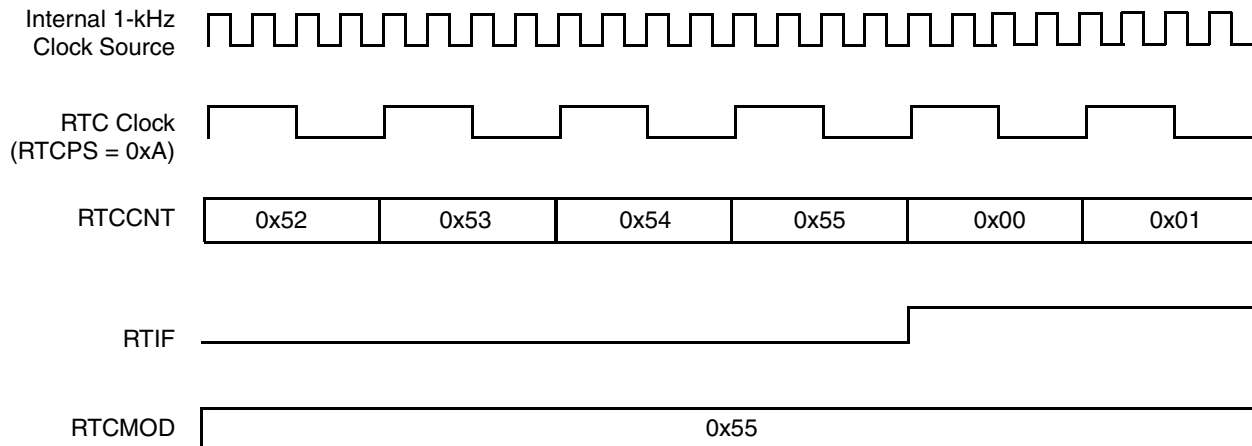 Internal 1-kHz
Clock Source
RTC Clock
(RTCPS = 0xA)
RTCCNT
0x52 0x53 0x54 0x55 0x00 0x01
RTIF
RTCMOD
0x55